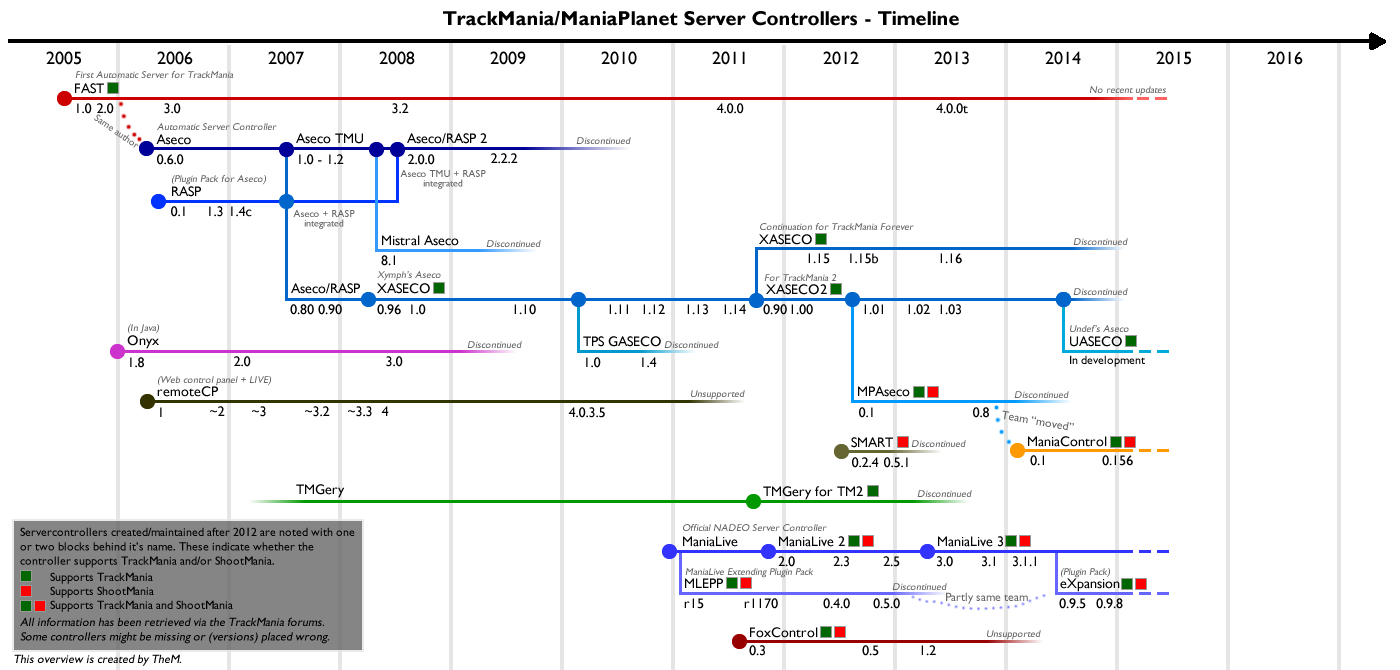 TrackMania/ManiaPlanet Server Controllers - Timeline
2005 2006 2007 2008 2009 2010 2011 2012 2013 2014 2015 2016
First Automatic Server for TrackMania
FAST
No recent updates
1.0 2.0 3.0 3.2 4.0.0 4.0.0t
Same author
Automatic Server Controller
Aseco Aseco TMU Aseco/RASP 2 Discontinued
0.6.0 1.0 - 1.2 2.0.0 2.2.2
Aseco TMU + RASP
integrated
(Plugin Pack for Aseco)
RASP
0.1 1.3 1.4c
Aseco + RASP
integrated
Mistral Aseco Discontinued
8.1
Continuation for TrackMania Forever
XASECO Discontinued
1.15 1.15b 1.16
Xymph's Aseco
For TrackMania 2
Aseco/RASP XASECO XASECO2 Discontinued
0.80 0.90 0.96 1.0 1.10 1.11 1.12 1.13 1.14 0.90 1.00 1.01 1.02 1.03
(In Java)
Onyx Discontinued
1.8 2.0 3.0
TPS GASECO Discontinued
1.0 1.4
Undef's Aseco
UASECO
In development
(Web control panel + LIVE)
remoteCP Unsupported
1 ~2 ~3 ~3.2 ~3.3 4 4.0.3.5
MPAseco Discontinued
0.1 0.8
Team "moved"
SMART Discontinued
0.2.4 0.5.1
ManiaControl
0.1 0.156
TMGery TMGery for TM2 Discontinued
Official NADEO Server Controller
ManiaLive ManiaLive 2 ManiaLive 3
2.0 2.3 2.5 3.0 3.1 3.1.1
ManiaLive Extending Plugin Pack
MLEPP Discontinued
r15 r1170 0.4.0 0.5.0
Partly same team
(Plugin Pack)
eXpansion
0.9.5 0.9.8
FoxControl Unsupported
0.3 0.5 1.2
Servercontrollers created/maintained after 2012 are noted with one
or two blocks behind it's name. These indicate whether the
controller supports TrackMania and/or ShootMania.
Supports TrackMania
Supports ShootMania
Supports TrackMania and ShootMania
All information has been retrieved via the TrackMania forums.
Some controllers might be missing or (versions) placed wrong.
This overview is created by TheM.